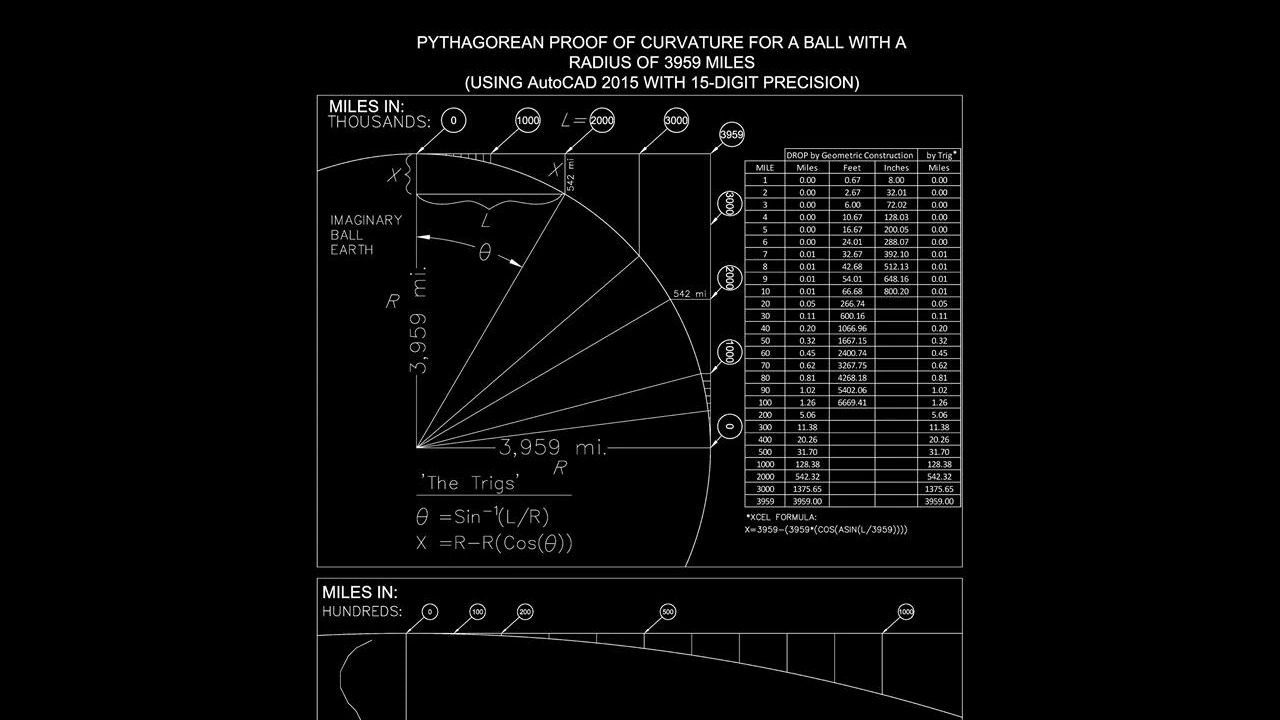 PYTHAGOREAN PROOF OF CURVATURE FOR A BALL WITH A
RADIUS OF 3959 MILES
(USING AutoCAD 2015 WITH 15-DIGIT PRECISION)
MILES IN:
THOUSANDS: 0 1000 L= 2000 3000 3959
X
X
542 mi
L
IMAGINARY
BALL
EARTH
θ
R
3,959 mi.
3000
2000
542 mi
1000
0
3,959 mi.
R
'The Trigs'
θ =Sin⁻¹(L/R)
X =R-R(Cos(θ))
DROP by Geometric Construction by Trig*
MILE Miles Feet Inches Miles
1 0.00 0.67 8.00 0.00
2 0.00 2.67 32.01 0.00
3 0.00 6.00 72.02 0.00
4 0.00 10.67 128.03 0.00
5 0.00 16.67 200.05 0.00
6 0.00 24.01 288.07 0.00
7 0.01 32.67 392.10 0.01
8 0.01 42.68 512.13 0.01
9 0.01 54.01 648.16 0.01
10 0.01 66.68 800.20 0.01
20 0.05 266.74 0.05
30 0.11 600.16 0.11
40 0.20 1066.96 0.20
50 0.32 1667.15 0.32
60 0.45 2400.74 0.45
70 0.62 3267.75 0.62
80 0.81 4268.18 0.81
90 1.02 5402.06 1.02
100 1.26 6669.41 1.26
200 5.06 5.06
300 11.38 11.38
400 20.26 20.26
500 31.70 31.70
1000 128.38 128.38
2000 542.32 542.32
3000 1375.65 1375.65
3959 3959.00 3959.00
*XCEL FORMULA:
X=3959-(3959*(COS(ASIN(L/3959))))
MILES IN:
HUNDREDS: 0 100 200 500 1000